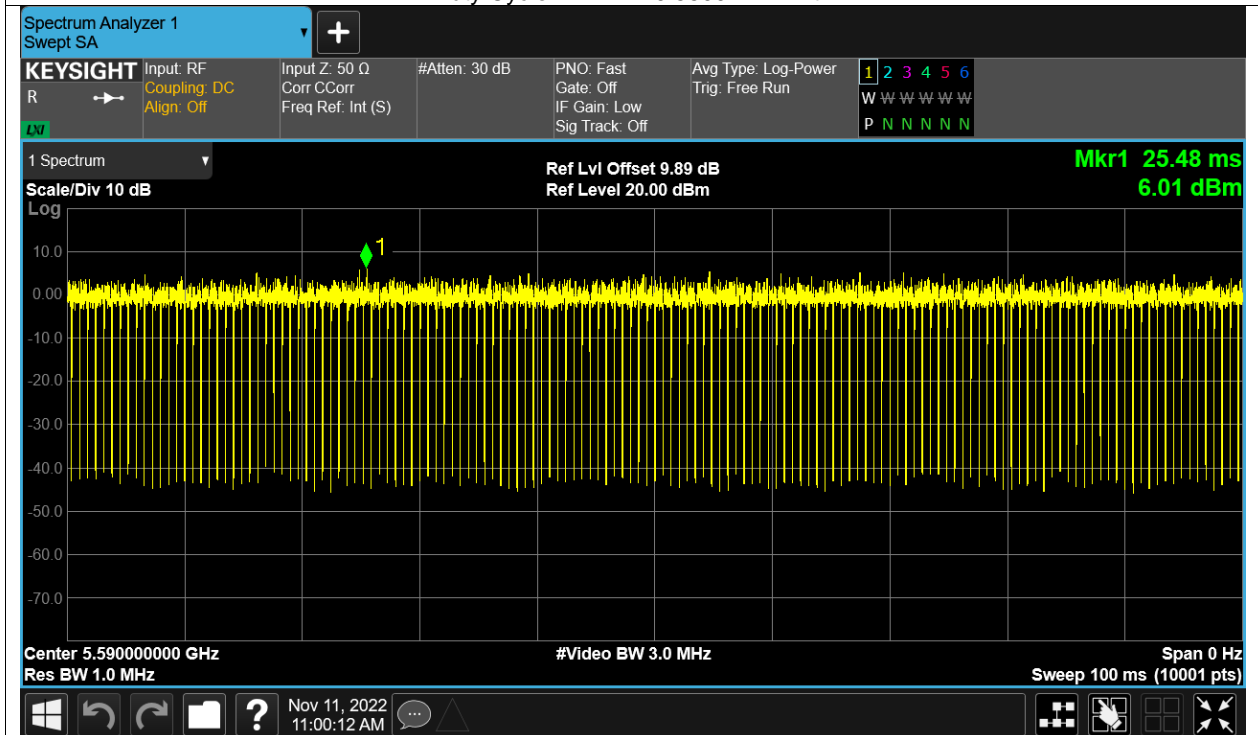 Spectrum Analyzer 1
Swept SA
+
KEYSIGHT
R
LXI
Input: RF
Coupling: DC
Align: Off
Input Z: 50 Ω
Corr CCorr
Freq Ref: Int (S)
#Atten: 30 dB
PNO: Fast
Gate: Off
IF Gain: Low
Sig Track: Off
Avg Type: Log-Power
Trig: Free Run
1 2 3 4 5 6
W W W W W W
P N N N N N
1 Spectrum
Scale/Div 10 dB
Log
Ref Lvl Offset 9.89 dB
Ref Level 20.00 dBm
Mkr1 25.48 ms
6.01 dBm
1
10.0
0.00
-10.0
-20.0
-30.0
-40.0
-50.0
-60.0
-70.0
Center 5.590000000 GHz
#Video BW 3.0 MHz
Span 0 Hz
Res BW 1.0 MHz
Sweep 100 ms (10001 pts)
?
Nov 11, 2022
11:00:12 AM